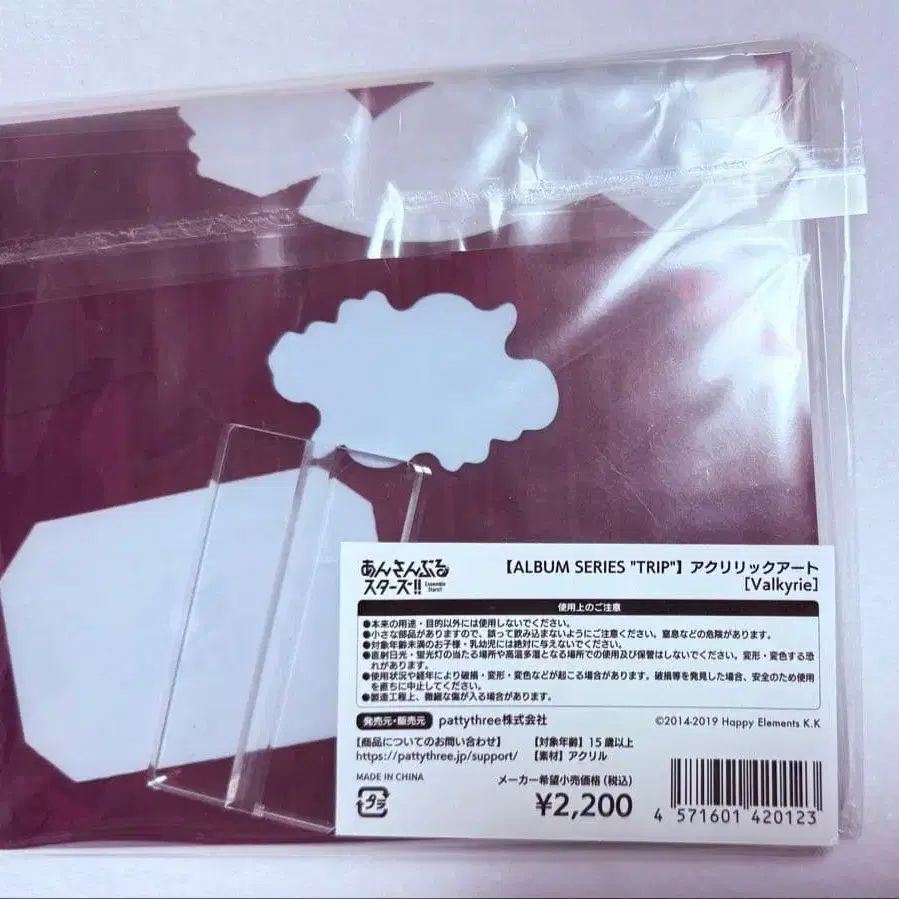 あんさんぶる
スターズ!!
Ensemble
Stars!!
【ALBUM SERIES "TRIP"】アクリリックアート
[Valkyrie]
使用上のご注意
●本来の用途・目的以外には使用しないでください。
●小さな部品がありますので、誤って飲み込まないようにご注意ください。窒息などの危険があります。
●対象年齢未満のお子様・乳幼児には絶対に与えないでください。
●直射日光・蛍光灯の当たる場所や高温多湿となる場所での使用及び保管はしないでください。変形・変色する恐
れがあります。
●使用状況や経年により破損・変形・変色などが起こる場合があります。破損等を発見した場合、安全のため使用
を直ちに中止してください。
●製造工程上、微細な傷が入る場合があります。
発売元・販売元 pattythree株式会社
©2014-2019 Happy Elements K.K
【商品についてのお問い合わせ】 【対象年齢】15歳以上
https://pattythree.jp/support/ 【素材】アクリル
MADE IN CHINA
メーカー希望小売価格(税込)
プラ
¥2,200
4 571601 420123